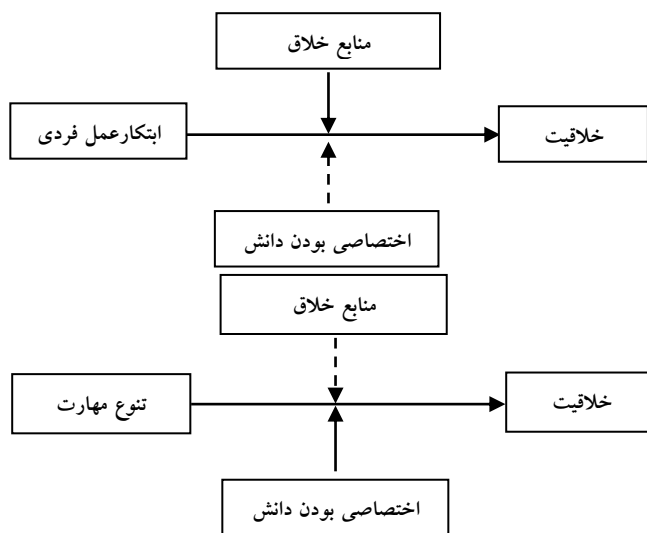 منابع خلاق
ابتکارعمل فردی
خلاقیت
اختصاصی بودن دانش
منابع خلاق
تنوع مهارت
خلاقیت
اختصاصی بودن دانش